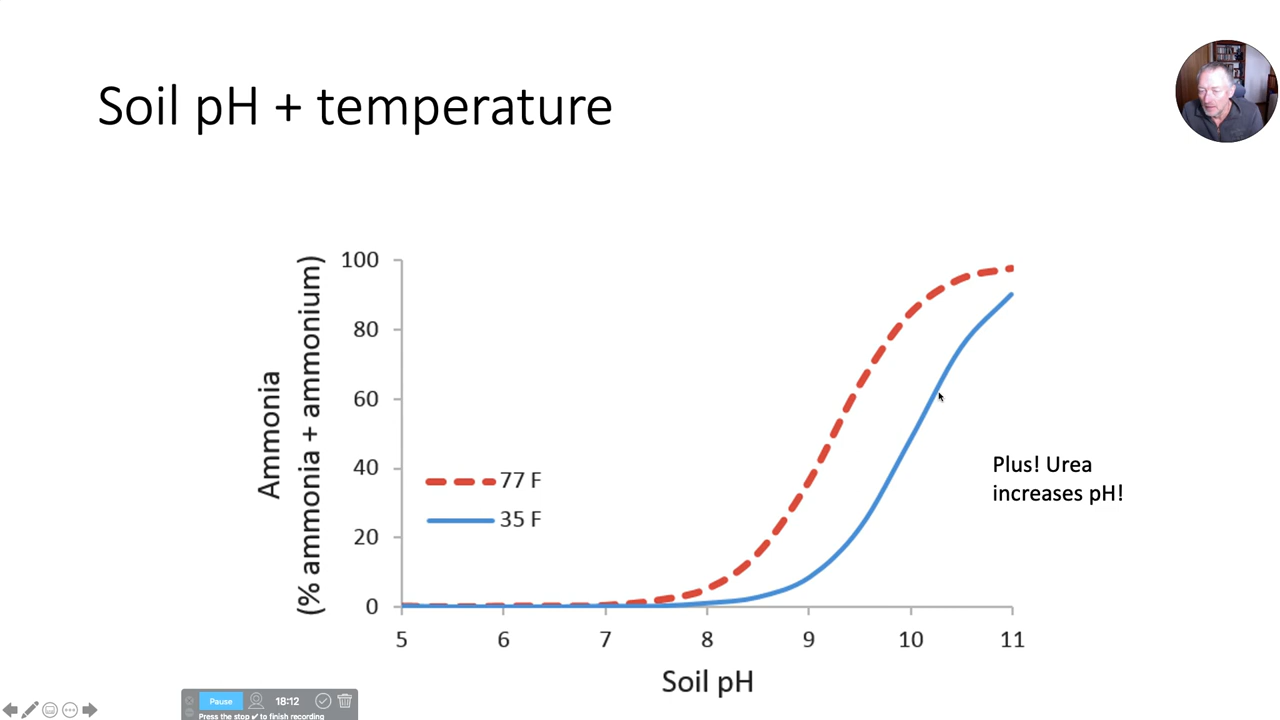 Soil pH + temperature
Ammonia
(% ammonia + ammonium)
100
80
60
40
20
0
77 F
35 F
5 6 7 8 9 10 11
Soil pH
Plus! Urea
increases pH!
Pause
18:12
Press the stop ✔ to finish recording